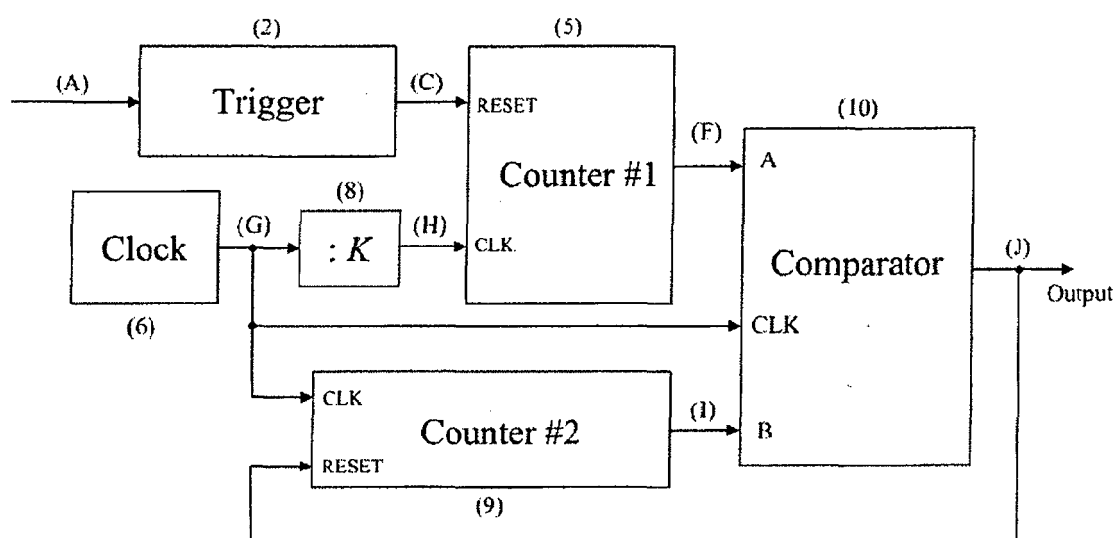 (2)
(5)
(A)
Trigger
(C)
RESET
(10)
(F)
A
Counter #1
(8)
Clock
(G)
: K
(H)
CLK.
Comparator
(J)
Output
(6)
CLK
CLK
Counter #2
(I)
B
RESET
(9)